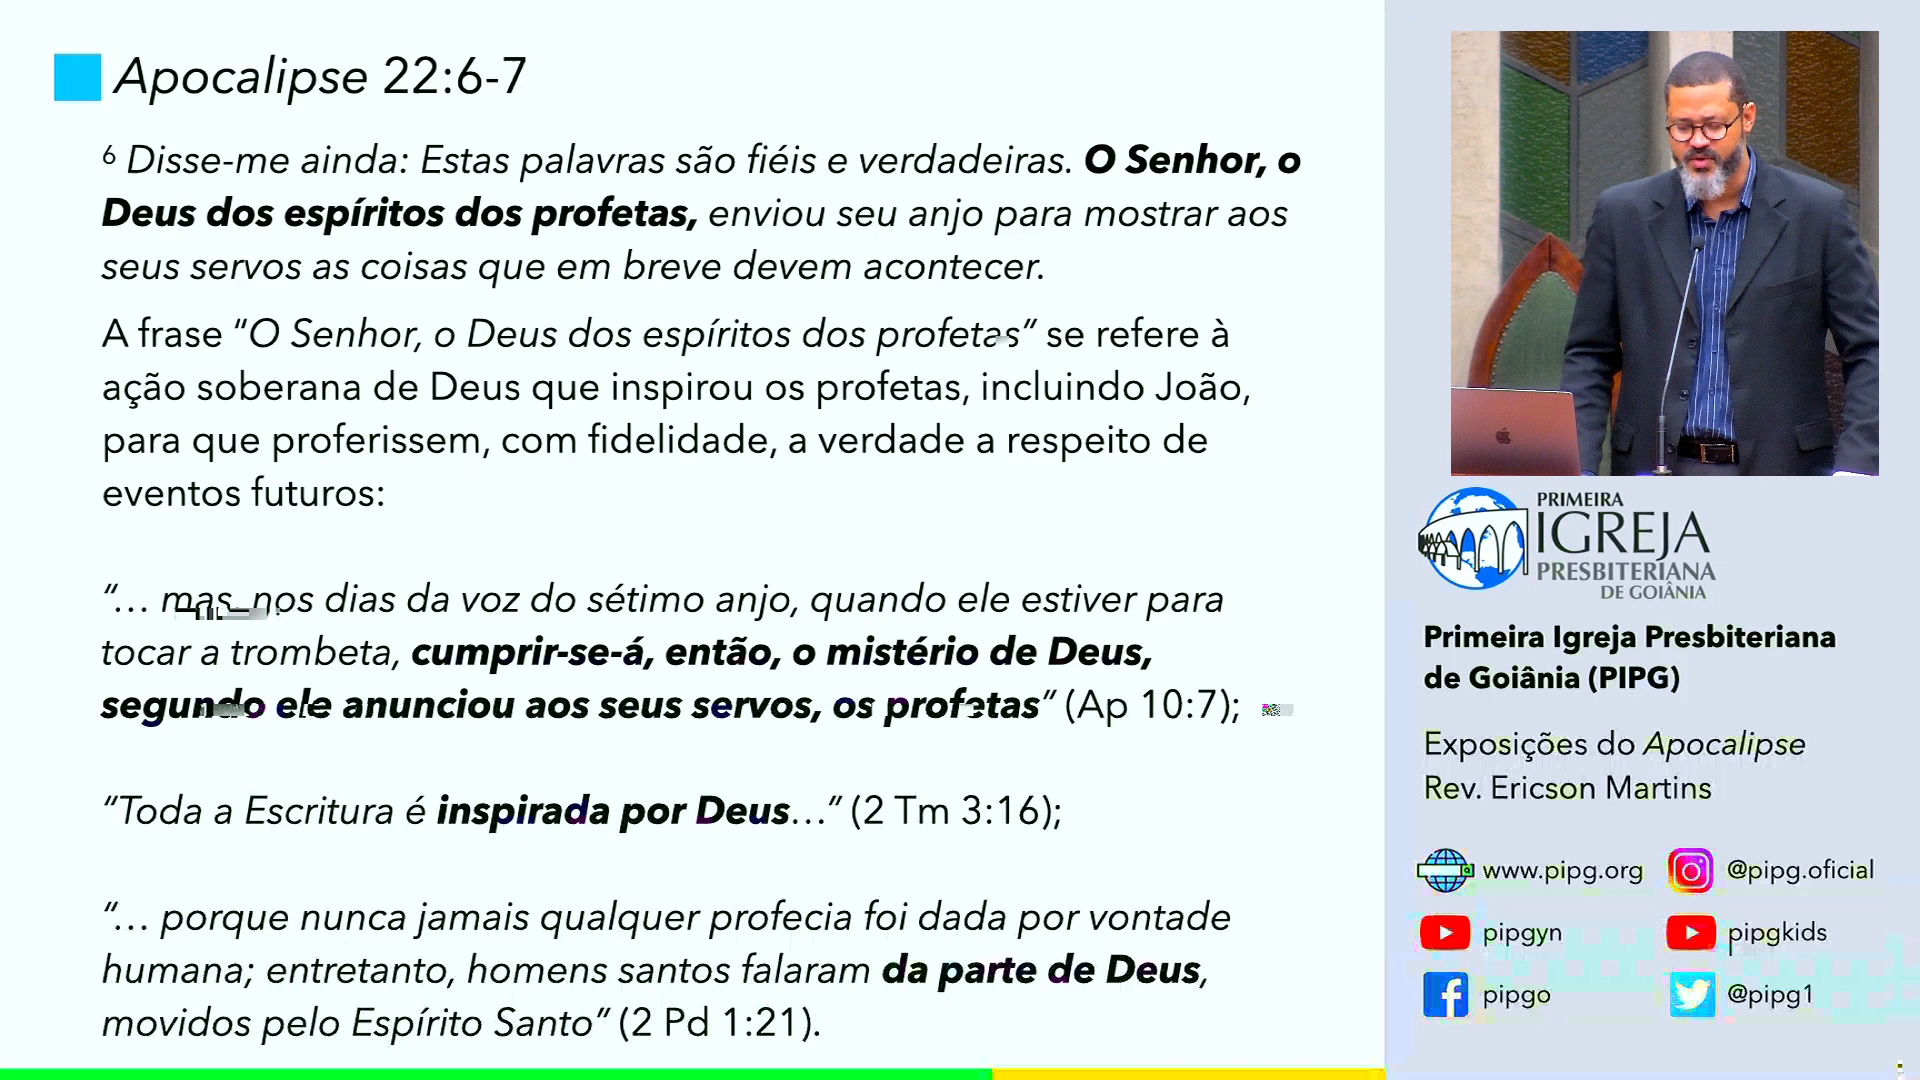 Apocalipse 22:6-7
6 Disse-me ainda: Estas palavras são fiéis e verdadeiras. O Senhor, o
Deus dos espíritos dos profetas, enviou seu anjo para mostrar aos
seus servos as coisas que em breve devem acontecer.
A frase “O Senhor, o Deus dos espíritos dos profetas” se refere à
ação soberana de Deus que inspirou os profetas, incluindo João,
para que proferissem, com fidelidade, a verdade a respeito de
eventos futuros:
“… mas, nos dias da voz do sétimo anjo, quando ele estiver para
tocar a trombeta, cumprir-se-á, então, o mistério de Deus,
segundo ele anunciou aos seus servos, os profetas” (Ap 10:7);
“Toda a Escritura é inspirada por Deus…” (2 Tm 3:16);
“… porque nunca jamais qualquer profecia foi dada por vontade
humana; entretanto, homens santos falaram da parte de Deus,
movidos pelo Espírito Santo” (2 Pd 1:21).
PRIMEIRA
IGREJA
PRESBITERIANA
DE GOIÂNIA
Primeira Igreja Presbiteriana
de Goiânia (PIPG)
Exposições do Apocalipse
Rev. Ericson Martins
www.pipg.org @pipg.oficial
pipgyn pipgkids
pipgo @pipg1